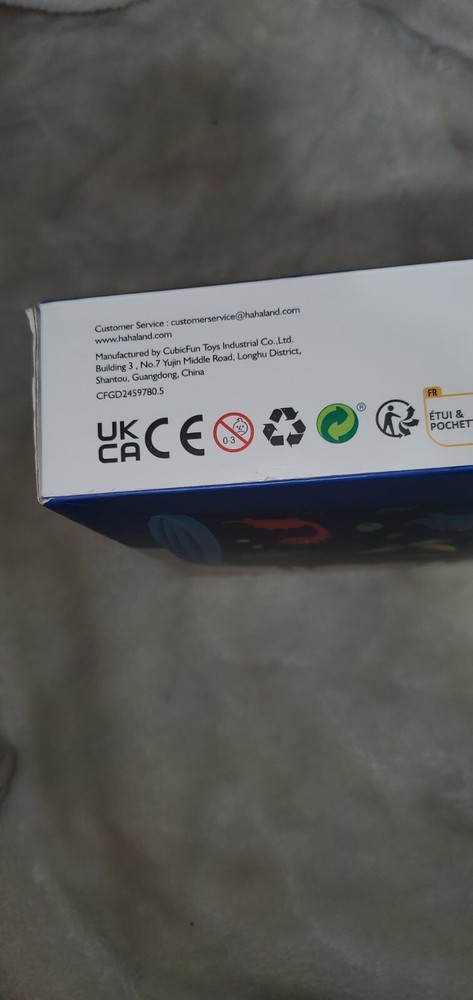 Customer Service : customerservice@hahaland.com
www.hahaland.com
Manufactured by CubicFun Toys Industrial Co.,Ltd.
Building 3 , No.7 Yujin Middle Road, Longhu District,
Shantou, Guangdong, China
CFGD2459780.5
UK
CA
CE
0-3
®
FR
ÉTUI &